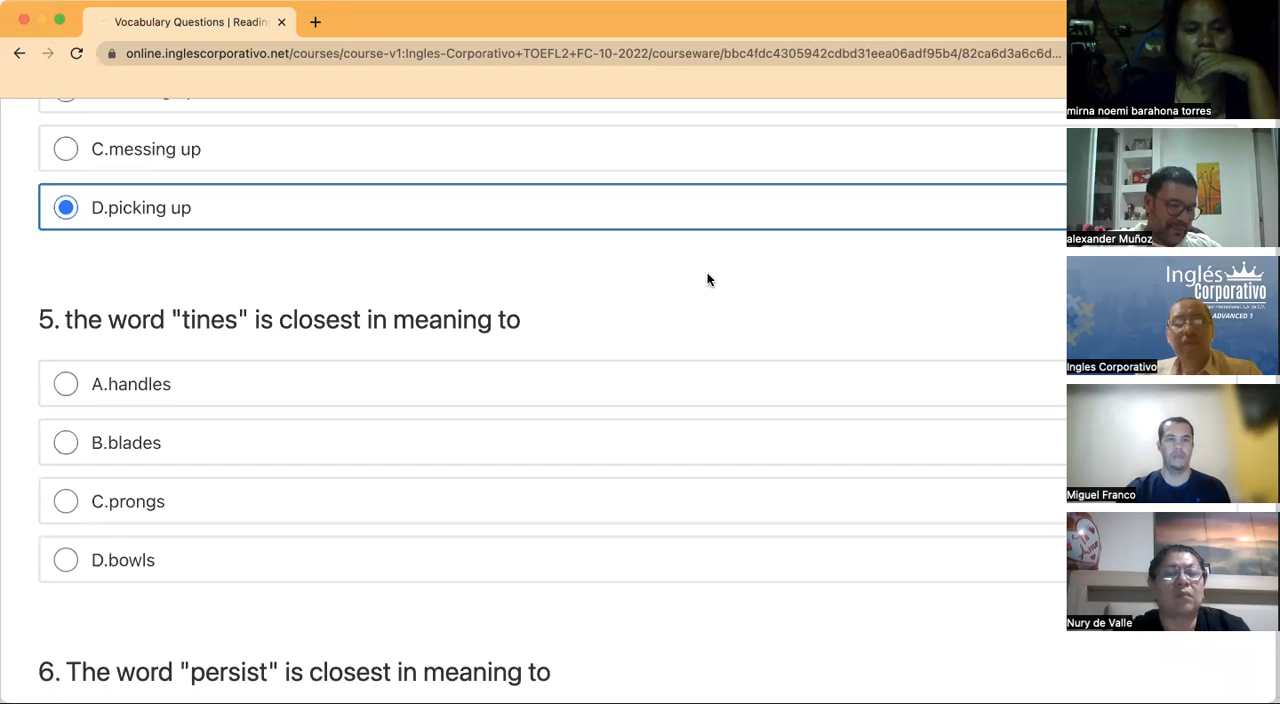 Vocabulary Questions | Readin
online.inglescorporativo.net/courses/course-v1:Ingles-Corporativo+TOEFL2+FC-10-2022/courseware/bbc4fdc4305942cdbd31eea06adf95b4/82ca6d3a6c6d...
C.messing up
D.picking up
5. the word "tines" is closest in meaning to
A.handles
B.blades
C.prongs
D.bowls
6. The word "persist" is closest in meaning to
mirna noemi barahona torres
alexander Muñoz
Inglés
Corporativo
ADVANCED 1
Ingles Corporativo
Miguel Franco
Te Amo
Nury de Valle